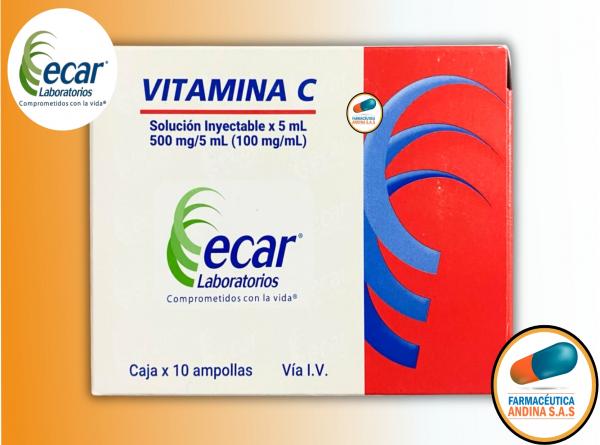 ecar®
Laboratorios
Comprometidos con la vida®
VITAMINA C
Solución Inyectable x 5 mL
500 mg/5 mL (100 mg/mL)
FARMACÉUTICA
ANDINA S.A.S
ecar®
Laboratorios
Comprometidos con la vida®
Caja x 10 ampollas Vía I.V.
FARMACÉUTICA
ANDINA S.A.S